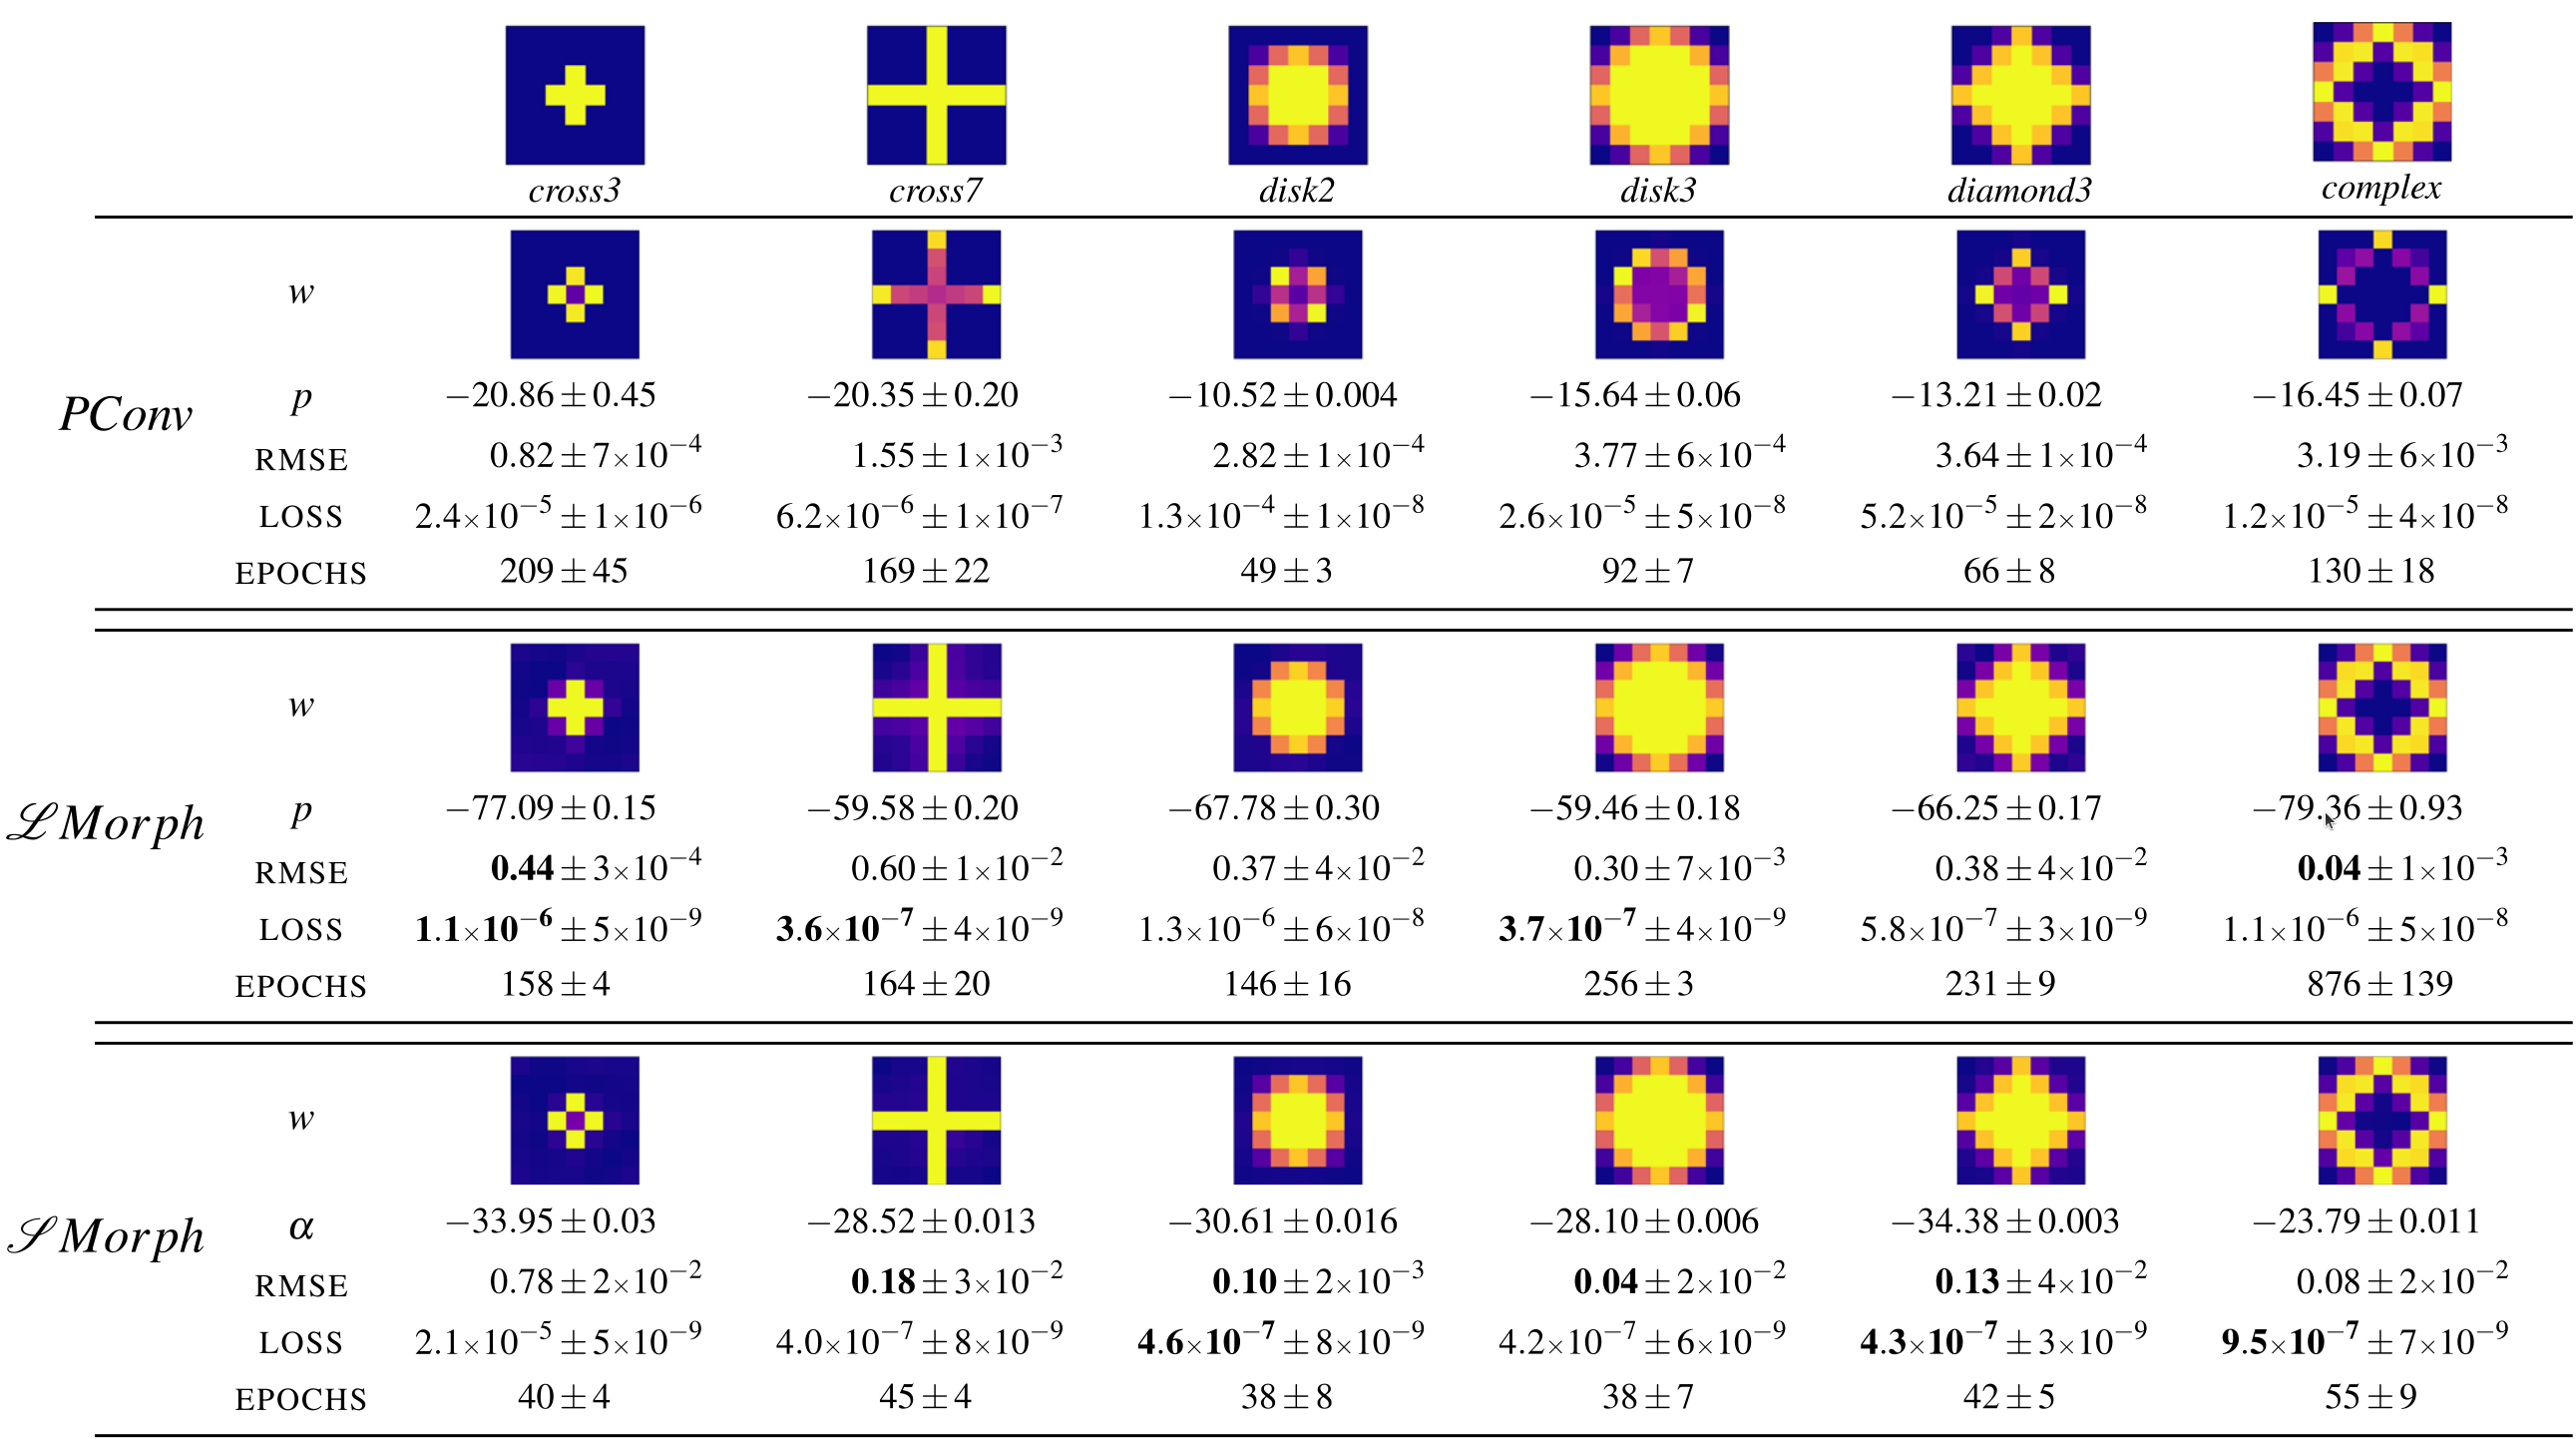 cross3 cross7 disk2 disk3 diamond3 complex
w
PConv
p −20.86 ± 0.45 −20.35 ± 0.20 −10.52 ± 0.004 −15.64 ± 0.06 −13.21 ± 0.02 −16.45 ± 0.07
RMSE 0.82 ± 7×10⁻⁴ 1.55 ± 1×10⁻³ 2.82 ± 1×10⁻⁴ 3.77 ± 6×10⁻⁴ 3.64 ± 1×10⁻⁴ 3.19 ± 6×10⁻³
LOSS 2.4×10⁻⁵ ± 1×10⁻⁶ 6.2×10⁻⁶ ± 1×10⁻⁷ 1.3×10⁻⁴ ± 1×10⁻⁸ 2.6×10⁻⁵ ± 5×10⁻⁸ 5.2×10⁻⁵ ± 2×10⁻⁸ 1.2×10⁻⁵ ± 4×10⁻⁸
EPOCHS 209 ± 45 169 ± 22 49 ± 3 92 ± 7 66 ± 8 130 ± 18
w
ℒMorph
p −77.09 ± 0.15 −59.58 ± 0.20 −67.78 ± 0.30 −59.46 ± 0.18 −66.25 ± 0.17 −79.36 ± 0.93
RMSE 0.44 ± 3×10⁻⁴ 0.60 ± 1×10⁻² 0.37 ± 4×10⁻² 0.30 ± 7×10⁻³ 0.38 ± 4×10⁻² 0.04 ± 1×10⁻³
LOSS 1.1×10⁻⁶ ± 5×10⁻⁹ 3.6×10⁻⁷ ± 4×10⁻⁹ 1.3×10⁻⁶ ± 6×10⁻⁸ 3.7×10⁻⁷ ± 4×10⁻⁹ 5.8×10⁻⁷ ± 3×10⁻⁹ 1.1×10⁻⁶ ± 5×10⁻⁸
EPOCHS 158 ± 4 164 ± 20 146 ± 16 256 ± 3 231 ± 9 876 ± 139
w
𝒮Morph
α −33.95 ± 0.03 −28.52 ± 0.013 −30.61 ± 0.016 −28.10 ± 0.006 −34.38 ± 0.003 −23.79 ± 0.011
RMSE 0.78 ± 2×10⁻² 0.18 ± 3×10⁻² 0.10 ± 2×10⁻³ 0.04 ± 2×10⁻² 0.13 ± 4×10⁻² 0.08 ± 2×10⁻²
LOSS 2.1×10⁻⁵ ± 5×10⁻⁹ 4.0×10⁻⁷ ± 8×10⁻⁹ 4.6×10⁻⁷ ± 8×10⁻⁹ 4.2×10⁻⁷ ± 6×10⁻⁹ 4.3×10⁻⁷ ± 3×10⁻⁹ 9.5×10⁻⁷ ± 7×10⁻⁹
EPOCHS 40 ± 4 45 ± 4 38 ± 8 38 ± 7 42 ± 5 55 ± 9